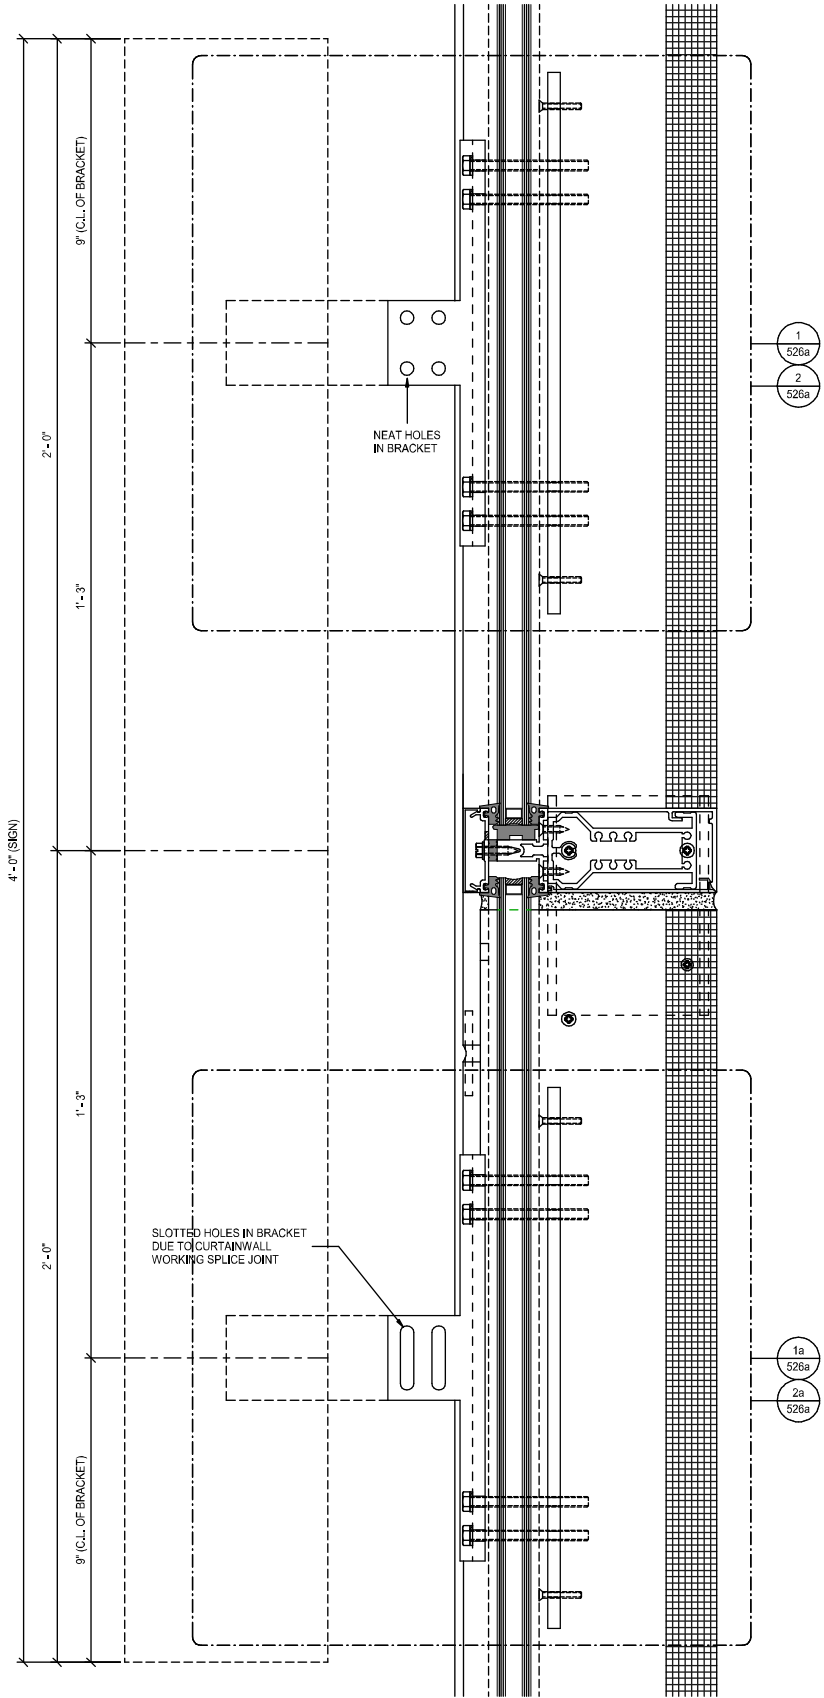 4'- 0" (SIGN)
2'- 0"
9" (C.L. OF BRACKET)
1'- 3"
NEAT HOLES
IN BRACKET
1
526a
2
526a
1'- 3"
2'- 0"
9" (C.L. OF BRACKET)
SLOTTED HOLES IN BRACKET
DUE TO CURTAINWALL
WORKING SPLICE JOINT
1a
526a
2a
526a